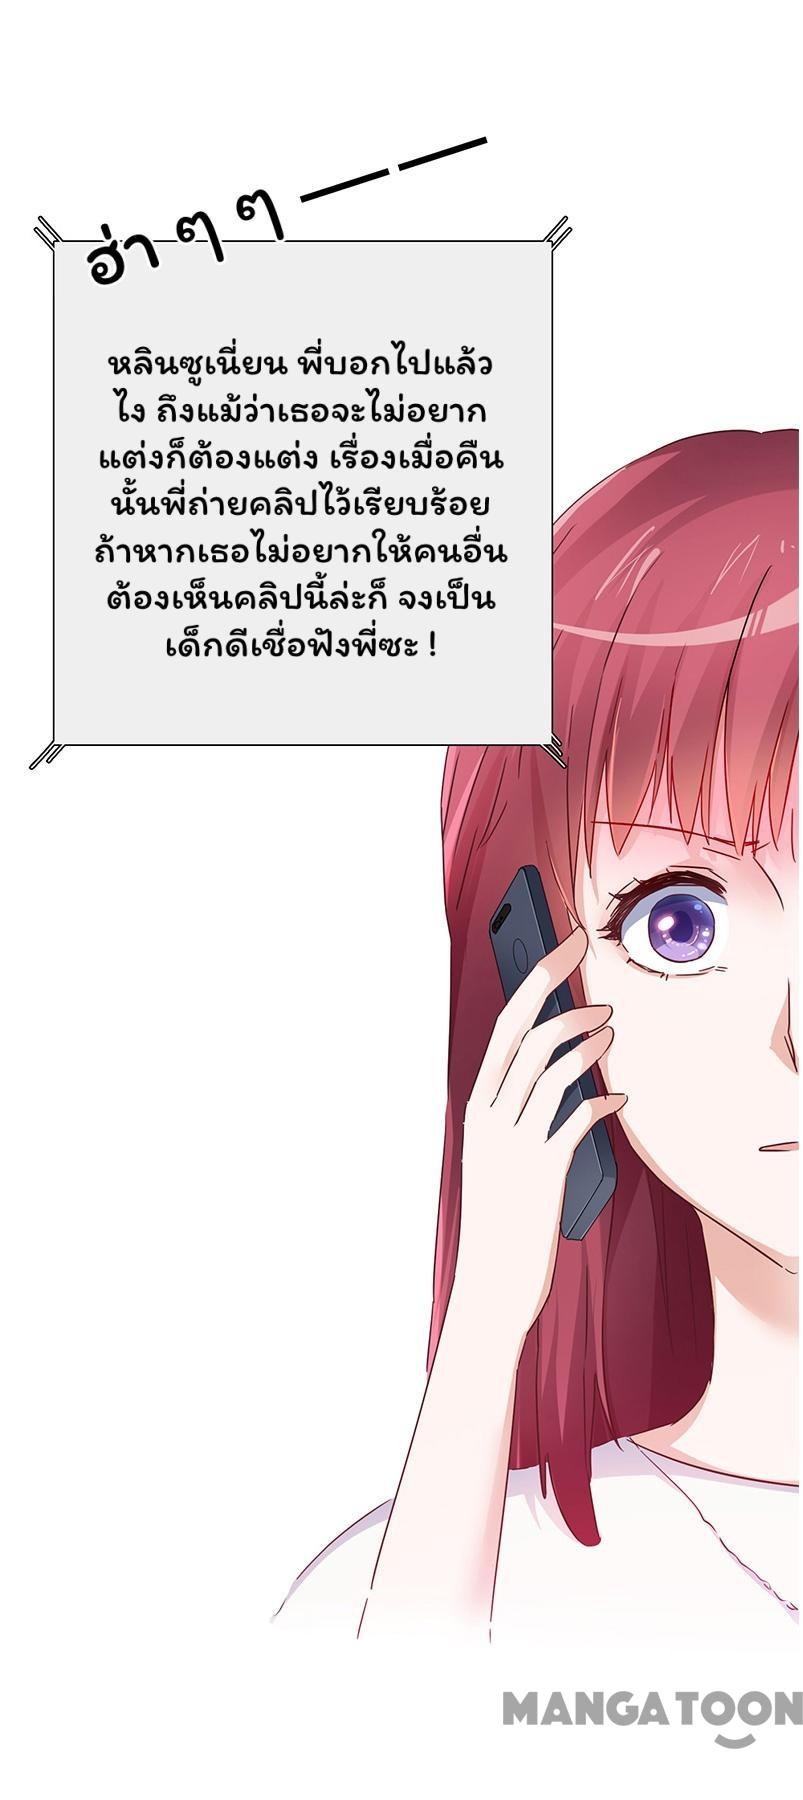 ฮ่า ๆ ๆ ——
หลินซูเนี่ยน พี่บอกไปแล้ว
ไง ถึงแม้ว่าเธอจะไม่อยาก
แต่งก็ต้องแต่ง เรื่องเมื่อคืน
นั้นพี่ถ่ายคลิปไว้เรียบร้อย
ถ้าหากเธอไม่อยากให้คนอื่น
ต้องเห็นคลิปนี้ล่ะก็ จงเป็น
เด็กดีเชื่อฟังพี่ซะ !
MANGATOON